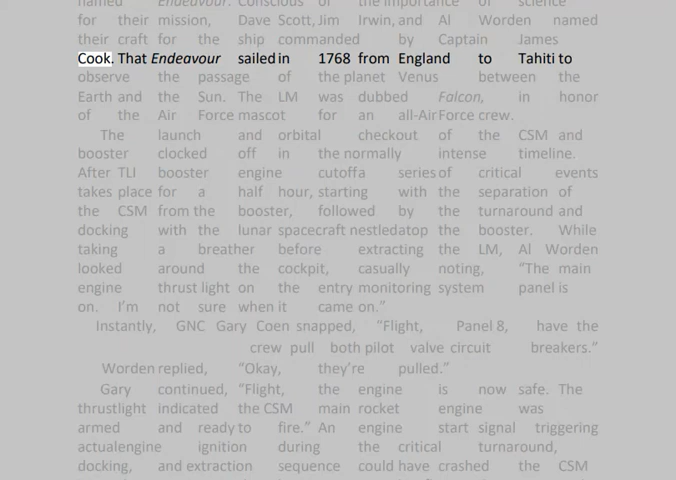 named Endeavour. Conscious of the importance of science
for their mission, Dave Scott, Jim Irwin, and Al Worden named
their craft for the ship commanded by Captain James
Cook. That Endeavour sailed in 1768 from England to Tahiti to
observe the passage of the planet Venus between the
Earth and the Sun. The LM was dubbed Falcon, in honor
of the Air Force mascot for an all-Air Force crew.
The launch and orbital checkout of the CSM and
booster clocked off in the normally intense timeline.
After TLI booster engine cutoff a series of critical events
takes place for a half hour, starting with the separation of
the CSM from the booster, followed by the turnaround and
docking with the lunar spacecraft nestled atop the booster. While
taking a breather before extracting the LM, Al Worden
looked around the cockpit, casually noting, “The main
engine thrust light on the entry monitoring system panel is
on. I’m not sure when it came on.”
Instantly, GNC Gary Coen snapped, “Flight, Panel 8, have the
crew pull both pilot valve circuit breakers.”
Worden replied, “Okay, they’re pulled.”
Gary continued, “Flight, the engine is now safe. The
thrust light indicated the CSM main rocket engine was
armed and ready to fire.” An engine start signal triggering
actual engine ignition during the critical turnaround,
docking, and extraction sequence could have crashed the CSM